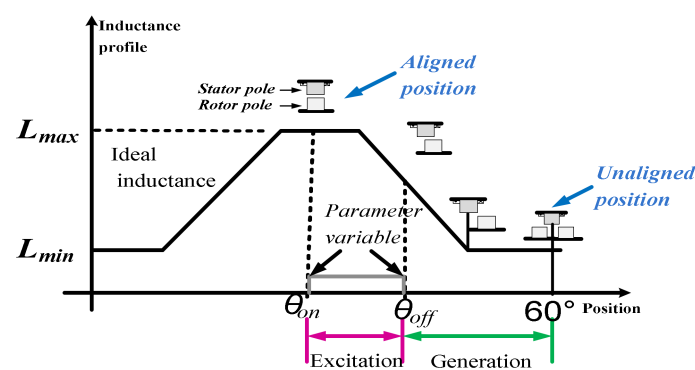 Inductance
profile
Aligned
position
Stator pole
Rotor pole
Lmax
Ideal
inductance
Unaligned
position
Parameter
variable
Lmin
θon
θoff
60°
Position
Excitation
Generation